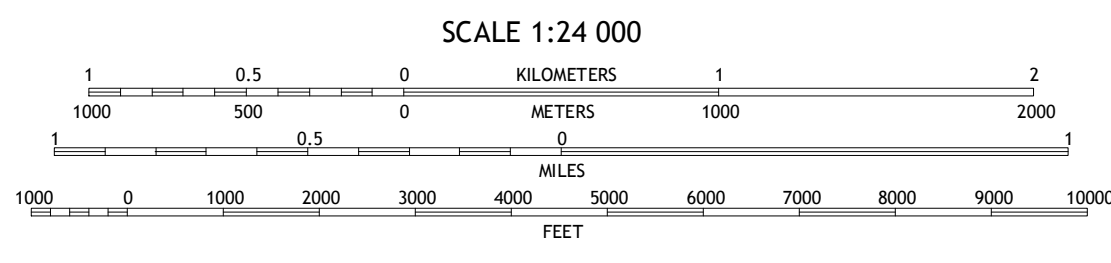 SCALE 1:24 000
1 0.5 0 KILOMETERS 1 2
1000 500 0 METERS 1000 2000
1 0.5 0 1
MILES
1000 0 1000 2000 3000 4000 5000 6000 7000 8000 9000 10000
FEET